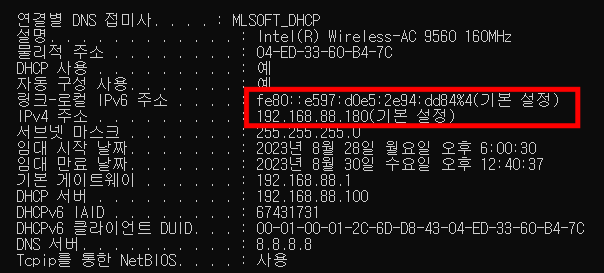 연결별 DNS 접미사. . . . : MLSOFT_DHCP
설명. . . . . . . . . . . . : Intel(R) Wireless-AC 9560 160MHz
물리적 주소 . . . . . . . . : 04-ED-33-60-B4-7C
DHCP 사용 . . . . . . . . . : 예
자동 구성 사용. . . . . . . : 예
링크-로컬 IPv6 주소 . . . . : fe80::e597:d0e5:2e94:dd84%4(기본 설정)
IPv4 주소 . . . . . . . . . : 192.168.88.180(기본 설정)
서브넷 마스크 . . . . . . . : 255.255.255.0
임대 시작 날짜. . . . . . . : 2023년 8월 28일 월요일 오후 6:00:30
임대 만료 날짜. . . . . . . : 2023년 8월 30일 수요일 오후 12:40:37
기본 게이트웨이 . . . . . . : 192.168.88.1
DHCP 서버 . . . . . . . . . : 192.168.88.100
DHCPv6 IAID . . . . . . . . : 67431731
DHCPv6 클라이언트 DUID. . . : 00-01-00-01-2C-6D-D8-43-04-ED-33-60-B4-7C
DNS 서버. . . . . . . . . . : 8.8.8.8
Tcpip를 통한 NetBIOS. . . . : 사용